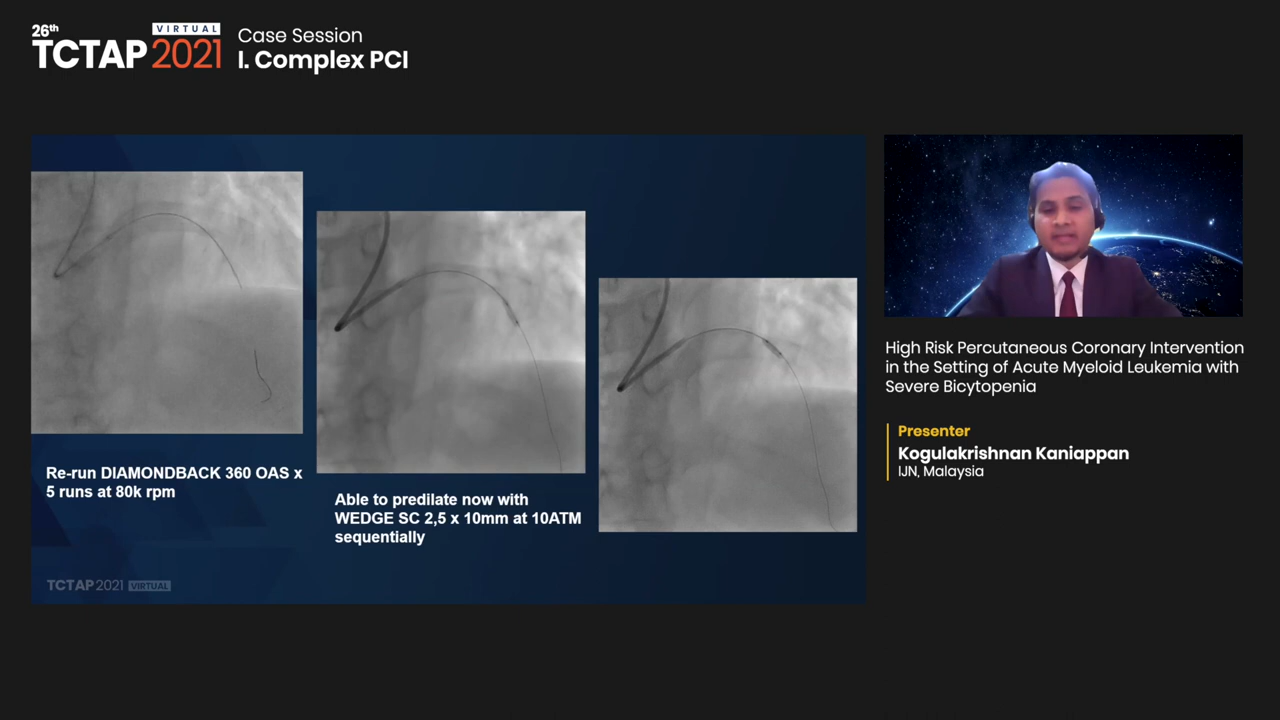 26th
VIRTUAL
TCTAP 2021
Case Session
I. Complex PCI
Re-run DIAMONDBACK 360 OAS x
5 runs at 80k rpm
Able to predilate now with
WEDGE SC 2,5 x 10mm at 10ATM
sequentially
TCTAP 2021 VIRTUAL
High Risk Percutaneous Coronary Intervention
in the Setting of Acute Myeloid Leukemia with
Severe Bicytopenia
Presenter
Kogulakrishnan Kaniappan
IJN, Malaysia